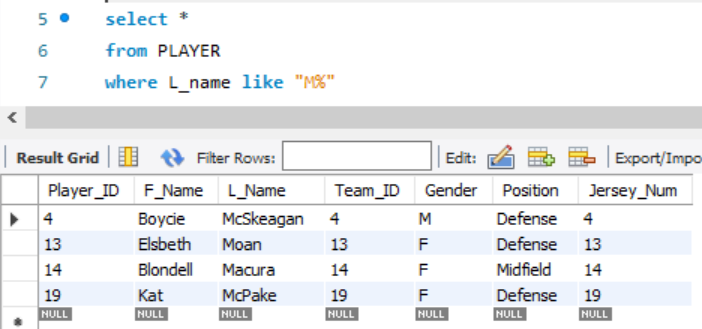 5 select *
6 from PLAYER
7 where L_name like "M%"
Result Grid Filter Rows: Edit: Export/Impo
Player_ID F_Name L_Name Team_ID Gender Position Jersey_Num
4 Boycie McSkeagan 4 M Defense 4
13 Elsbeth Moan 13 F Defense 13
14 Blondell Macura 14 F Midfield 14
19 Kat McPake 19 F Defense 19
NULL NULL NULL NULL NULL NULL NULL